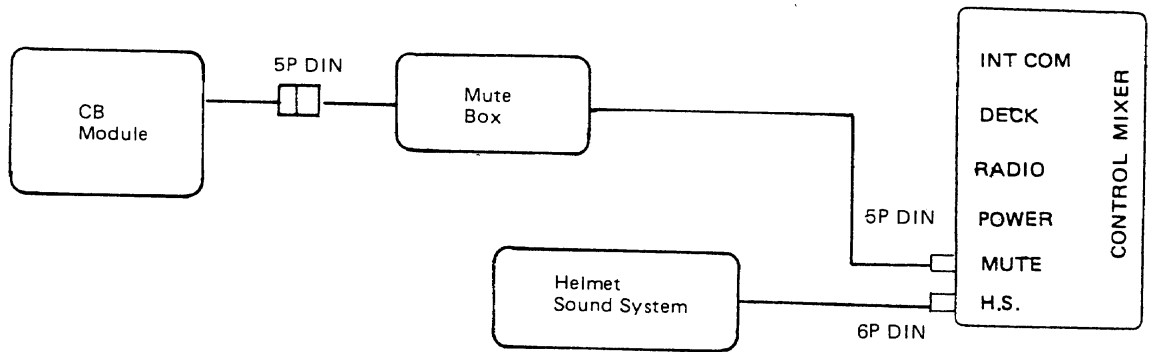 5P DIN
CB
Module
Mute
Box
INT COM
DECK
RADIO
POWER
MUTE
H.S.
CONTROL MIXER
5P DIN
Helmet
Sound System
6P DIN